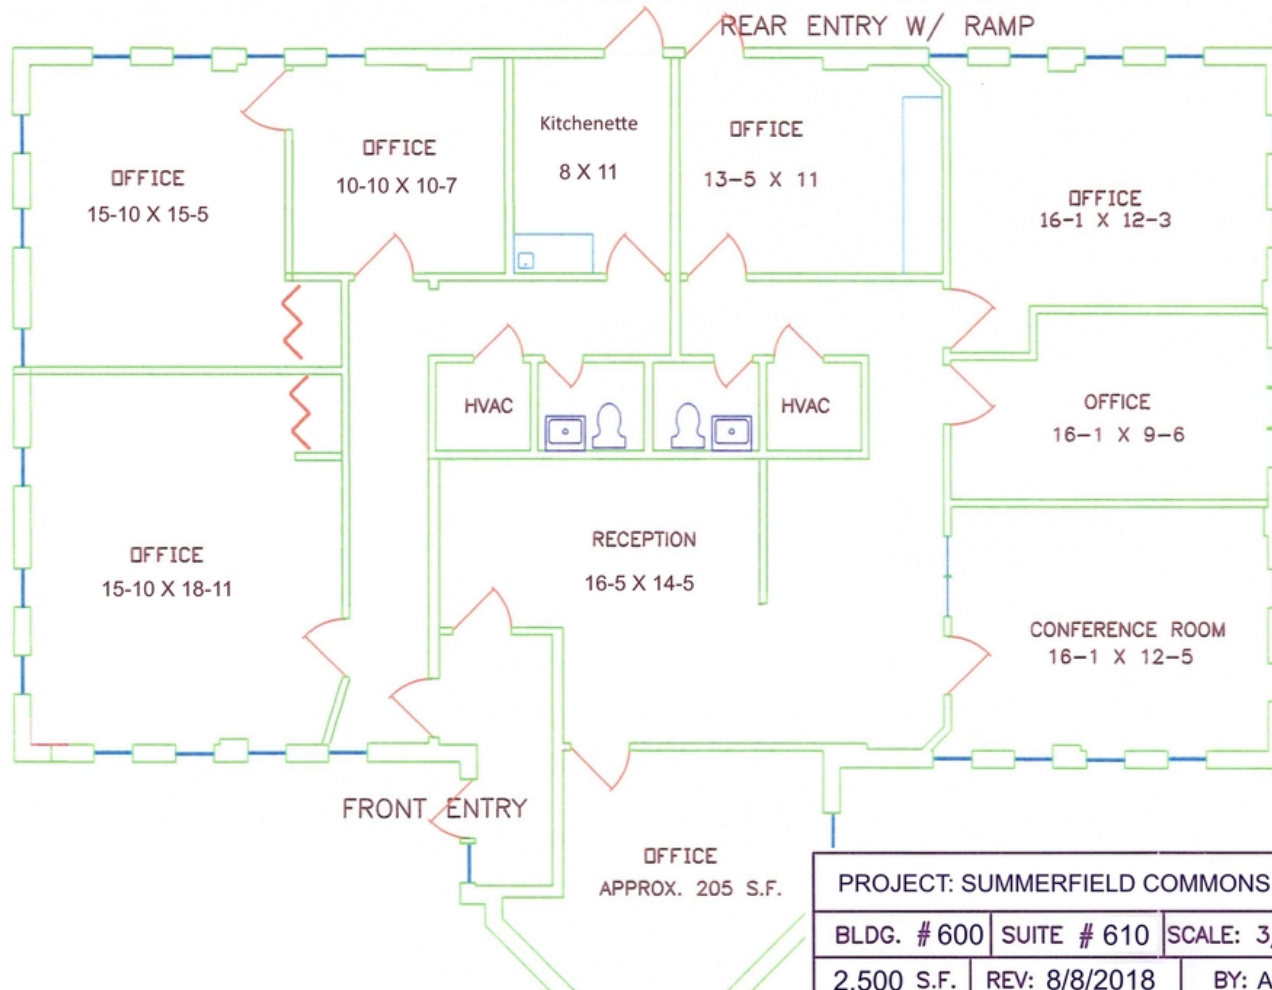 REAR ENTRY W/ RAMP
OFFICE
15-10 X 15-5
OFFICE
10-10 X 10-7
Kitchenette
8 X 11
OFFICE
13-5 X 11
OFFICE
16-1 X 12-3
HVAC
HVAC
OFFICE
16-1 X 9-6
OFFICE
15-10 X 18-11
RECEPTION
16-5 X 14-5
CONFERENCE ROOM
16-1 X 12-5
FRONT ENTRY
OFFICE
APPROX. 205 S.F.
PROJECT: SUMMERFIELD COMMONS
BLDG. # 600 SUITE # 610 SCALE: 3/
2,500 S.F. REV: 8/8/2018 BY: A